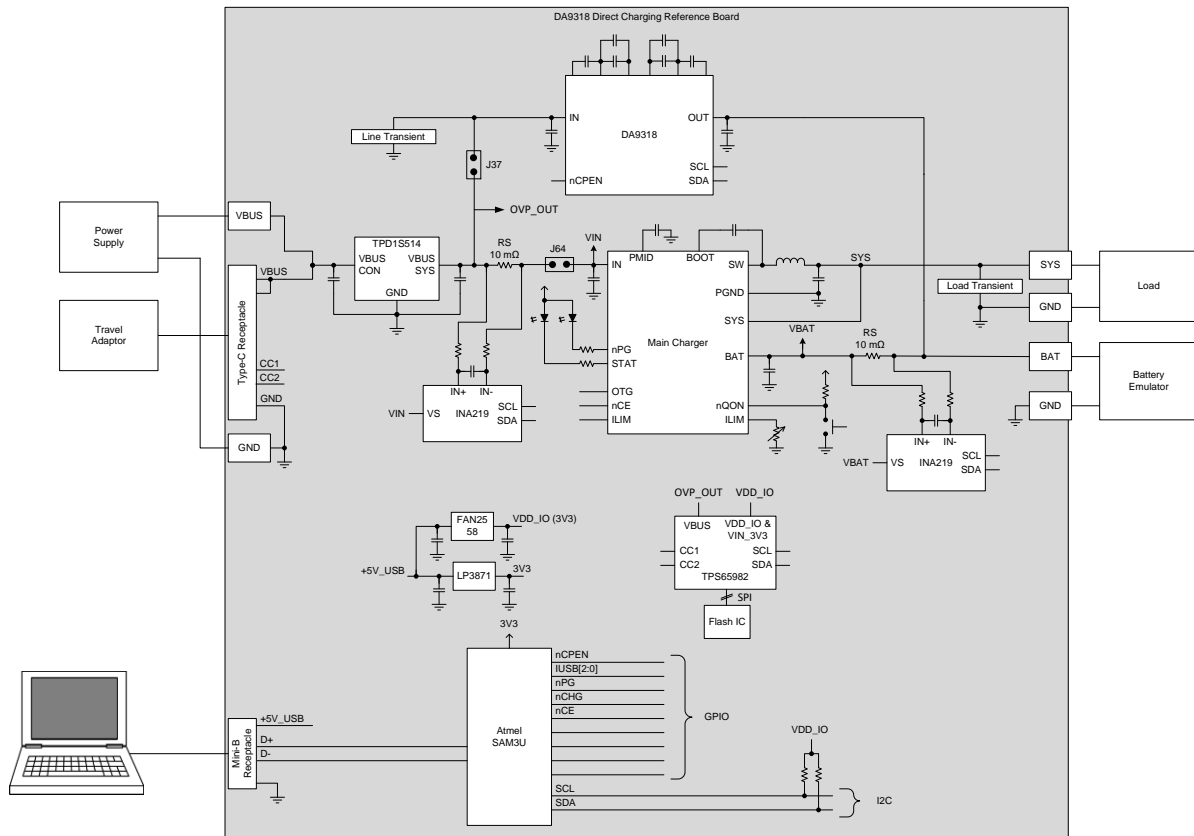 DA9318 Direct Charging Reference Board
IN
OUT
DA9318
SCL
SDA
nCPEN
Line Transient
J37
OVP_OUT
Power
Supply
VBUS
TPD1S514
VBUS
CON
VBUS
SYS
GND
RS
10 mΩ
J64
VIN
IN
PMID
BOOT
SW
PGND
SYS
Main Charger
BAT
nPG
STAT
OTG
nCE
ILIM
nQON
ILIM
SYS
Load Transient
SYS
GND
Load
VBAT
RS
10 mΩ
BAT
GND
Battery
Emulator
Travel
Adaptor
Type-C Receptacle
VBUS
CC1
CC2
GND
GND
IN+
IN-
VIN
VS
INA219
SCL
SDA
IN+
IN-
VBAT
VS
INA219
SCL
SDA
FAN25
58
VDD_IO (3V3)
+5V_USB
LP3871
3V3
OVP_OUT
VDD_IO
VBUS
VDD_IO &
VIN_3V3
CC1
CC2
SCL
SDA
TPS65982
SPI
Flash IC
3V3
Atmel
SAM3U
nCPEN
IUSB[2:0]
nPG
nCHG
nCE
GPIO
SCL
SDA
VDD_IO
I2C
Mini-B
Receptacle
+5V_USB
D+
D-